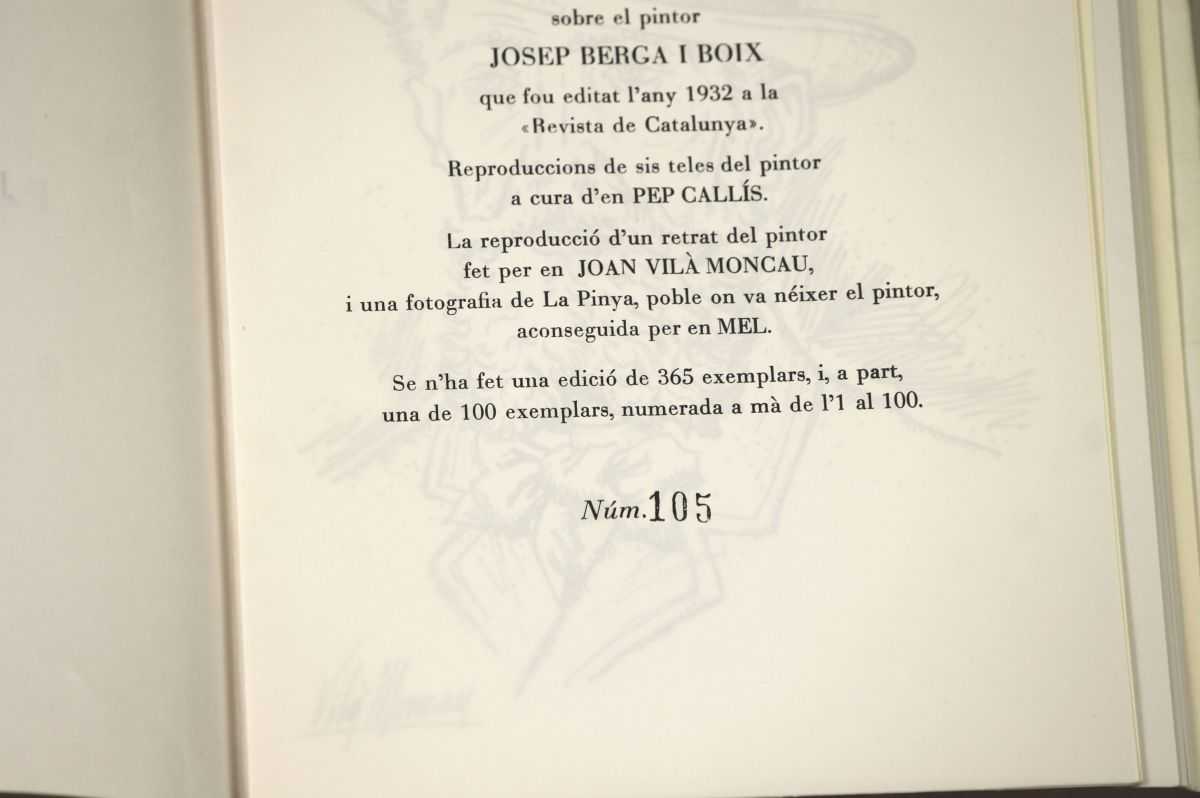 sobre el pintor
JOSEP BERGA I BOIX
que fou editat l'any 1932 a la
«Revista de Catalunya».
Reproduccions de sis teles del pintor
a cura d'en PEP CALLÍS.
La reproducció d'un retrat del pintor
fet per en JOAN VILÀ MONCAU,
i una fotografia de La Pinya, poble on va néixer el pintor,
aconseguida per en MEL.
Se n'ha fet una edició de 365 exemplars, i, a part,
una de 100 exemplars, numerada a mà de l'1 al 100.
Núm. 105